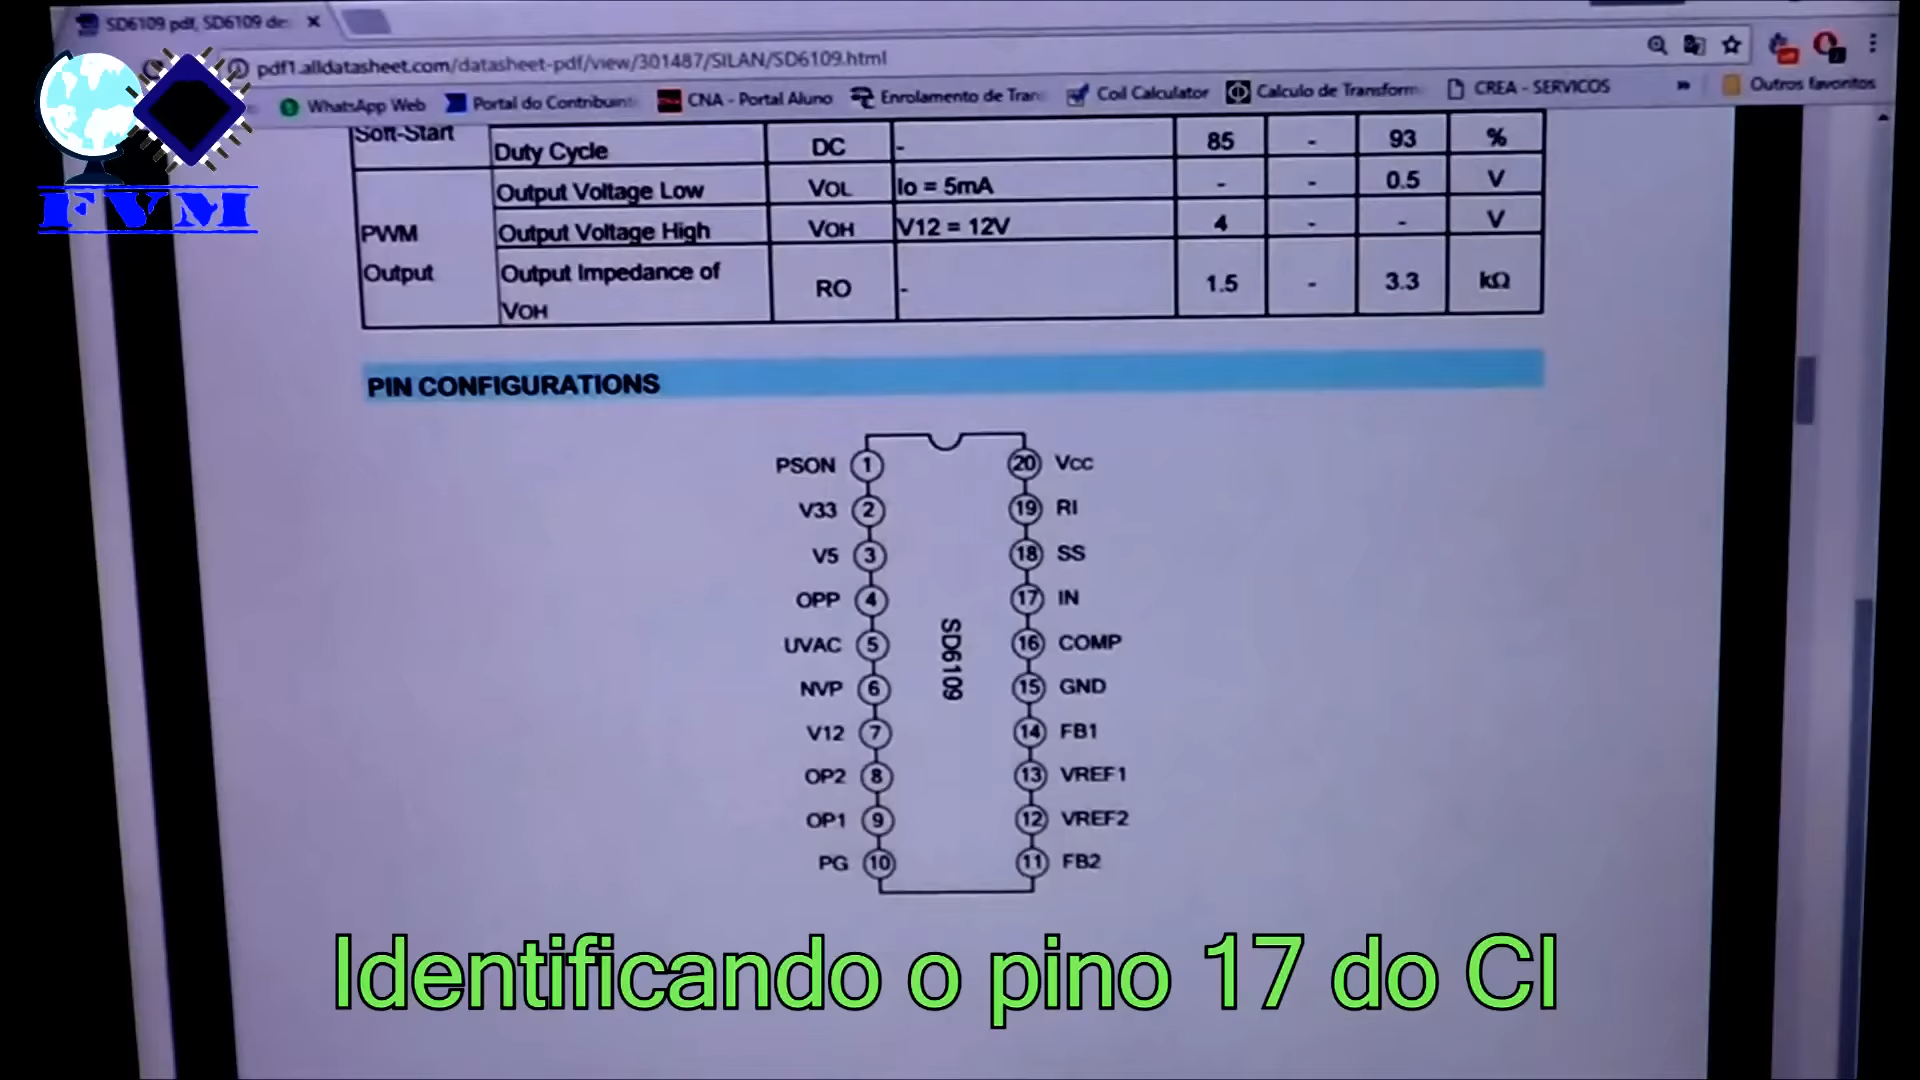 SD6109 pdf, SD6109 de
pdf1.alldatasheet.com/datasheet-pdf/view/301487/SILAN/SD6109.html
WhatsApp Web Portal do Contribuint CNA - Portal Aluno Enrolamento de Tran Coil Calculator Calculo de Transform CREA - SERVICOS » Outros favoritos
FVM
Soft-Start Duty Cycle DC - 85 - 93 %
PWM Output
Output Voltage Low VOL Io = 5mA - - 0.5 V
Output Voltage High VOH V12 = 12V 4 - - V
Output Impedance of VOH RO - 1.5 - 3.3 kΩ
PIN CONFIGURATIONS
PSON 1 20 Vcc
V33 2 19 RI
V5 3 18 SS
OPP 4 17 IN
UVAC 5 16 COMP
NVP 6 15 GND
V12 7 14 FB1
OP2 8 13 VREF1
OP1 9 12 VREF2
PG 10 11 FB2
SD6109
Identificando o pino 17 do CI